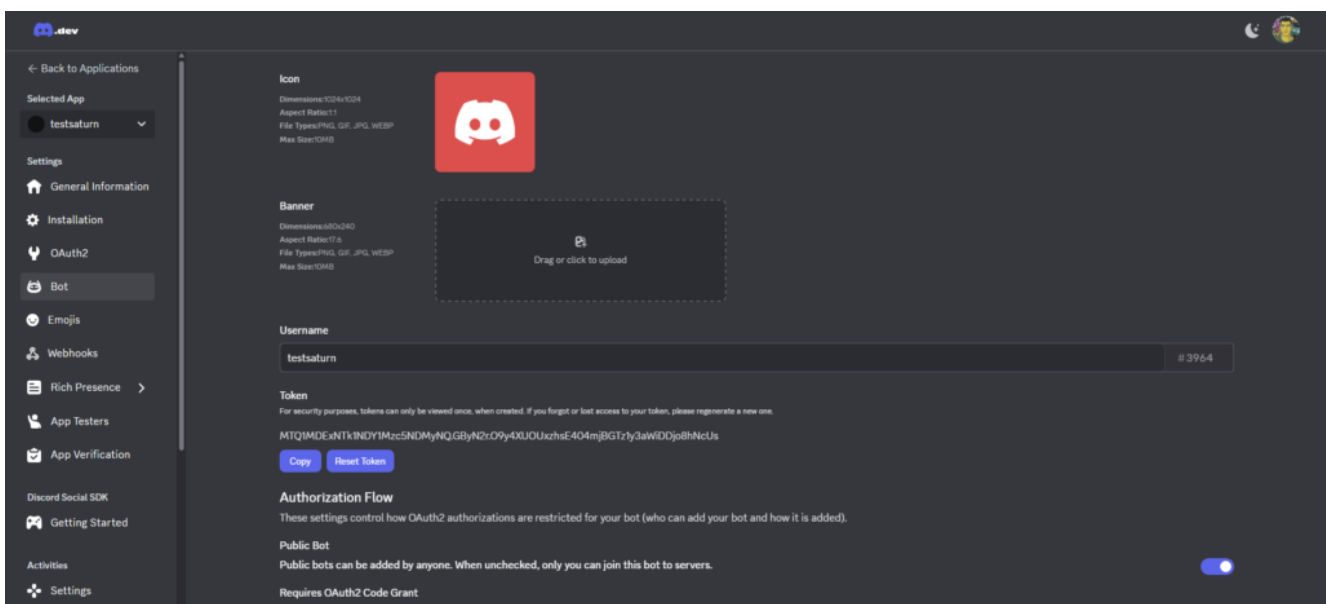 .dev
← Back to Applications
Selected App
testsaturn
Settings
General Information
Installation
OAuth2
Bot
Emojis
Webhooks
Rich Presence
App Testers
App Verification
Discord Social SDK
Getting Started
Activities
Settings
Icon
Dimensions:1024x1024
Aspect Ratio:1:1
File Types:PNG, GIF, JPG, WEBP
Max Size:10MB
Banner
Dimensions:680x240
Aspect Ratio:17:6
File Types:PNG, GIF, JPG, WEBP
Max Size:10MB
Drag or click to upload
Username
testsaturn
#3964
Token
For security purposes, tokens can only be viewed once, when created. If you forgot or lost access to your token, please regenerate a new one.
Copy
Reset Token
Authorization Flow
These settings control how OAuth2 authorizations are restricted for your bot (who can add your bot and how it is added).
Public Bot
Public bots can be added by anyone. When unchecked, only you can join this bot to servers.
Requires OAuth2 Code Grant